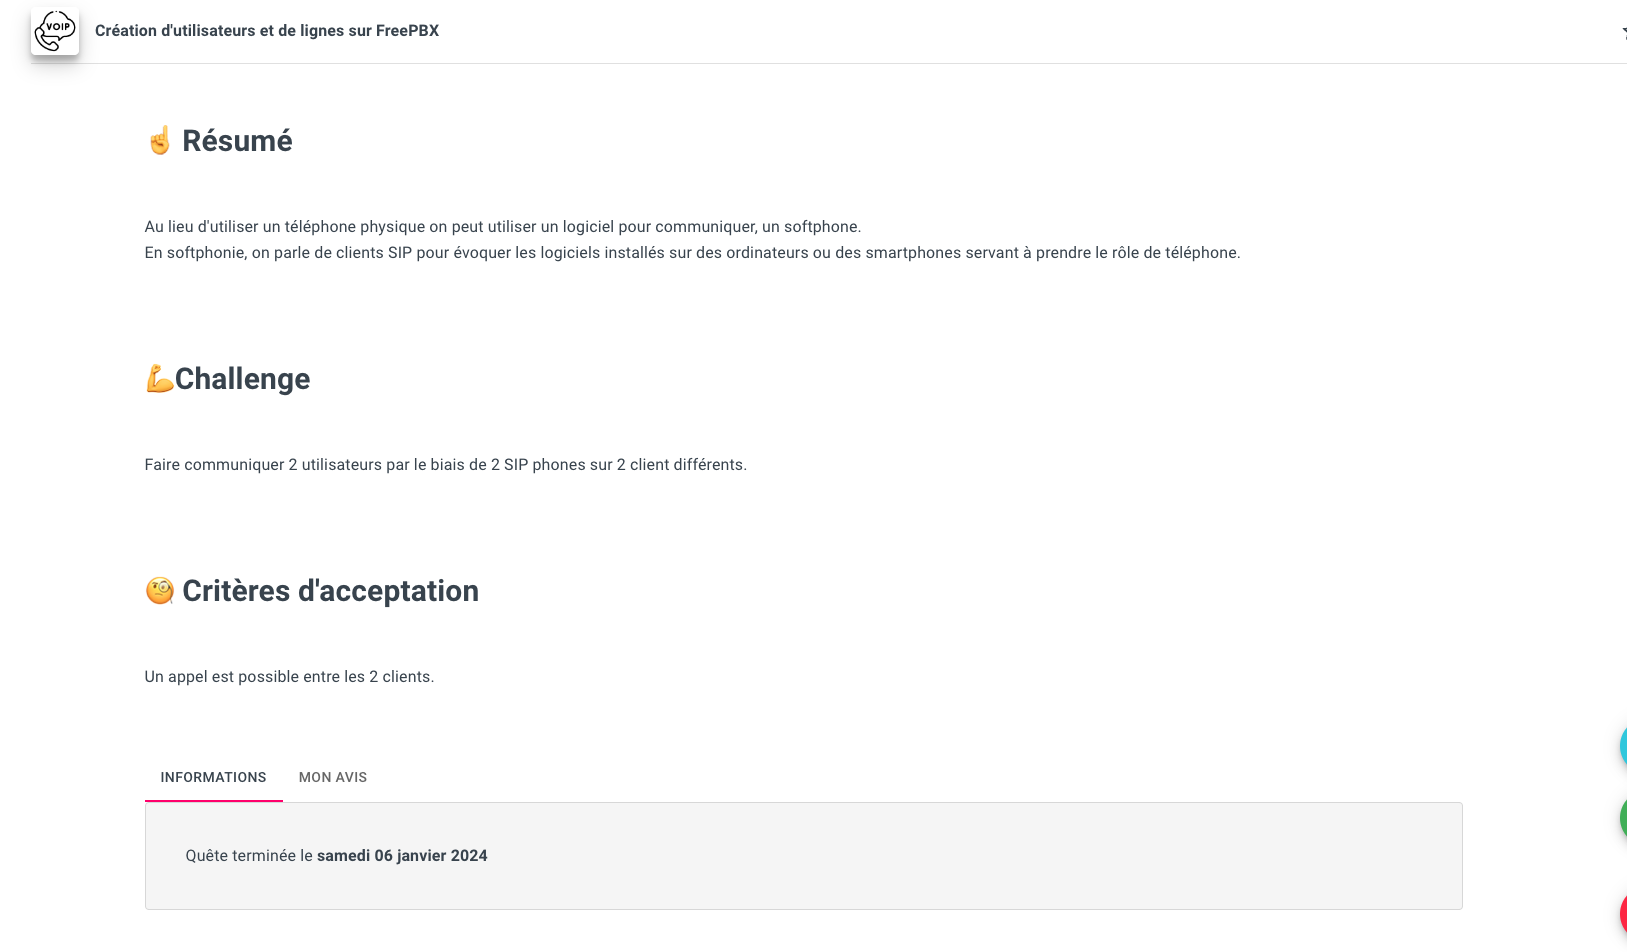 VOIP
Création d'utilisateurs et de lignes sur FreePBX
☝️ Résumé
Au lieu d'utiliser un téléphone physique on peut utiliser un logiciel pour communiquer, un softphone.
En softphonie, on parle de clients SIP pour évoquer les logiciels installés sur des ordinateurs ou des smartphones servant à prendre le rôle de téléphone.
💪Challenge
Faire communiquer 2 utilisateurs par le biais de 2 SIP phones sur 2 client différents.
🧐 Critères d'acceptation
Un appel est possible entre les 2 clients.
INFORMATIONS MON AVIS
Quête terminée le samedi 06 janvier 2024